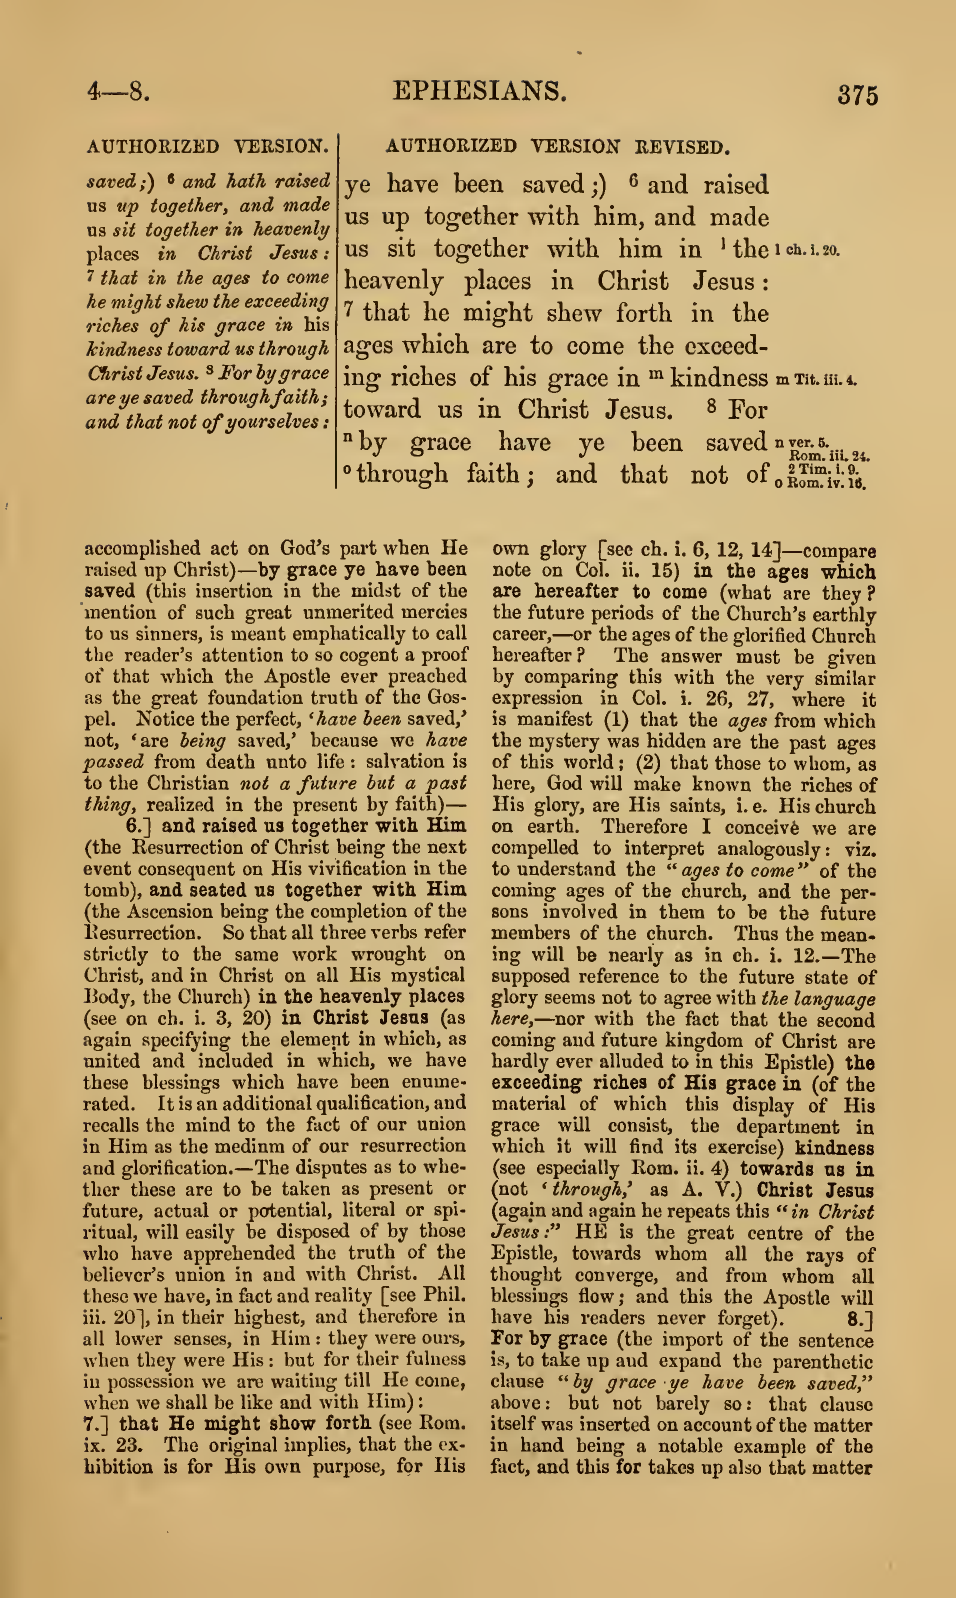 4—8.
EPHESIANS.
375
AUTHORIZED VERSION.
saved;) 6 and hath raised
us up together, and made
us sit together in heavenly
places in Christ Jesus:
7 that in the ages to come
he might shew the exceeding
riches of his grace in his
kindness toward us through
Christ Jesus. 8 For by grace
are ye saved through faith;
and that not of yourselves:
AUTHORIZED VERSION REVISED.
ye have been saved;) 6 and raised
us up together with him, and made
us sit together with him in l the
heavenly places in Christ Jesus:
7 that he might shew forth in the
ages which are to come the exceed-
ing riches of his grace in m kindness
toward us in Christ Jesus. 8 For
n by grace have ye been saved
o through faith; and that not of
l ch. i. 20.
m Tit. iii. 4.
n ver. 5.
Rom. iii. 24.
2 Tim. i. 9.
o Rom. iv. 16.
accomplished act on God's part when He
raised up Christ)—by grace ye have been
saved (this insertion in the midst of the
mention of such great unmerited mercies
to us sinners, is meant emphatically to call
the reader's attention to so cogent a proof
of that which the Apostle ever preached
as the great foundation truth of the Gos-
pel. Notice the perfect, 'have been saved,'
not, 'are being saved,' because we have
passed from death unto life: salvation is
to the Christian not a future but a past
thing, realized in the present by faith)—
6.] and raised us together with Him
(the Resurrection of Christ being the next
event consequent on His vivification in the
tomb), and seated us together with Him
(the Ascension being the completion of the
Resurrection. So that all three verbs refer
strictly to the same work wrought on
Christ, and in Christ on all His mystical
Body, the Church) in the heavenly places
(see on ch. i. 3, 20) in Christ Jesus (as
again specifying the element in which, as
united and included in which, we have
these blessings which have been enume-
rated. It is an additional qualification, and
recalls the mind to the fact of our union
in Him as the medium of our resurrection
and glorification.—The disputes as to whe-
ther these are to be taken as present or
future, actual or potential, literal or spi-
ritual, will easily be disposed of by those
who have apprehended the truth of the
believer's union in and with Christ. All
these we have, in fact and reality [see Phil.
iii. 20], in their highest, and therefore in
all lower senses, in Him: they were ours,
when they were His: but for their fulness
in possession we are waiting till He come,
when we shall be like and with Him):
7.] that He might show forth (see Rom.
ix. 23. The original implies, that the ex-
hibition is for His own purpose, for His
own glory [see ch. i. 6, 12, 14]—compare
note on Col. ii. 15) in the ages which
are hereafter to come (what are they?
the future periods of the Church's earthly
career,—or the ages of the glorified Church
hereafter? The answer must be given
by comparing this with the very similar
expression in Col. i. 26, 27, where it
is manifest (1) that the ages from which
the mystery was hidden are the past ages
of this world; (2) that those to whom, as
here, God will make known the riches of
His glory, are His saints, i. e. His church
on earth. Therefore I conceive we are
compelled to interpret analogously: viz.
to understand the "ages to come" of the
coming ages of the church, and the per-
sons involved in them to be the future
members of the church. Thus the mean-
ing will be nearly as in ch. i. 12.—The
supposed reference to the future state of
glory seems not to agree with the language
here,—nor with the fact that the second
coming and future kingdom of Christ are
hardly ever alluded to in this Epistle) the
exceeding riches of His grace in (of the
material of which this display of His
grace will consist, the department in
which it will find its exercise) kindness
(see especially Rom. ii. 4) towards us in
(not 'through,' as A. V.) Christ Jesus
(again and again he repeats this "in Christ
Jesus:" HE is the great centre of the
Epistle, towards whom all the rays of
thought converge, and from whom all
blessings flow; and this the Apostle will
have his readers never forget). 8.]
For by grace (the import of the sentence
is, to take up and expand the parenthetic
clause "by grace ye have been saved,"
above: but not barely so: that clause
itself was inserted on account of the matter
in hand being a notable example of the
fact, and this for takes up also that matter